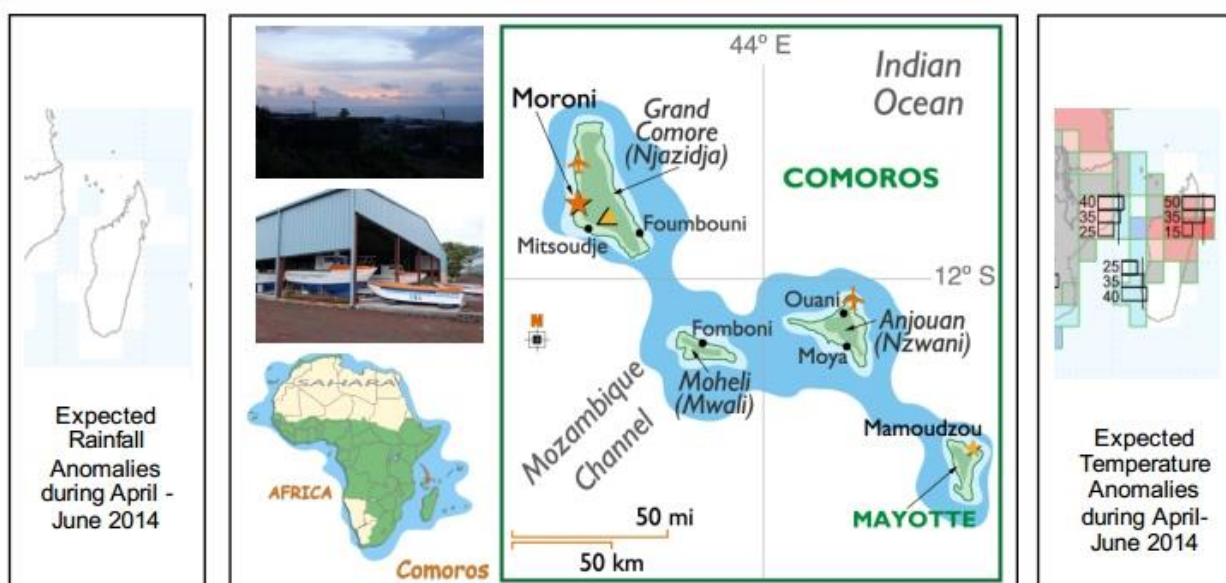 Expected
Rainfall
Anomalies
during April -
June 2014
SAHARA
AFRICA
Comoros
44° E
Indian
Ocean
Moroni
Grand
Comore
(Njazidja)
COMOROS
Foumbouni
Mitsoudje
12° S
Ouani
N
Fomboni
Anjouan
(Nzwani)
Moya
Moheli
(Mwali)
Mozambique
Channel
Mamoudzou
MAYOTTE
50 mi
50 km
40
35
25
50
35
15
25
35
40
Expected
Temperature
Anomalies
during April-
June 2014